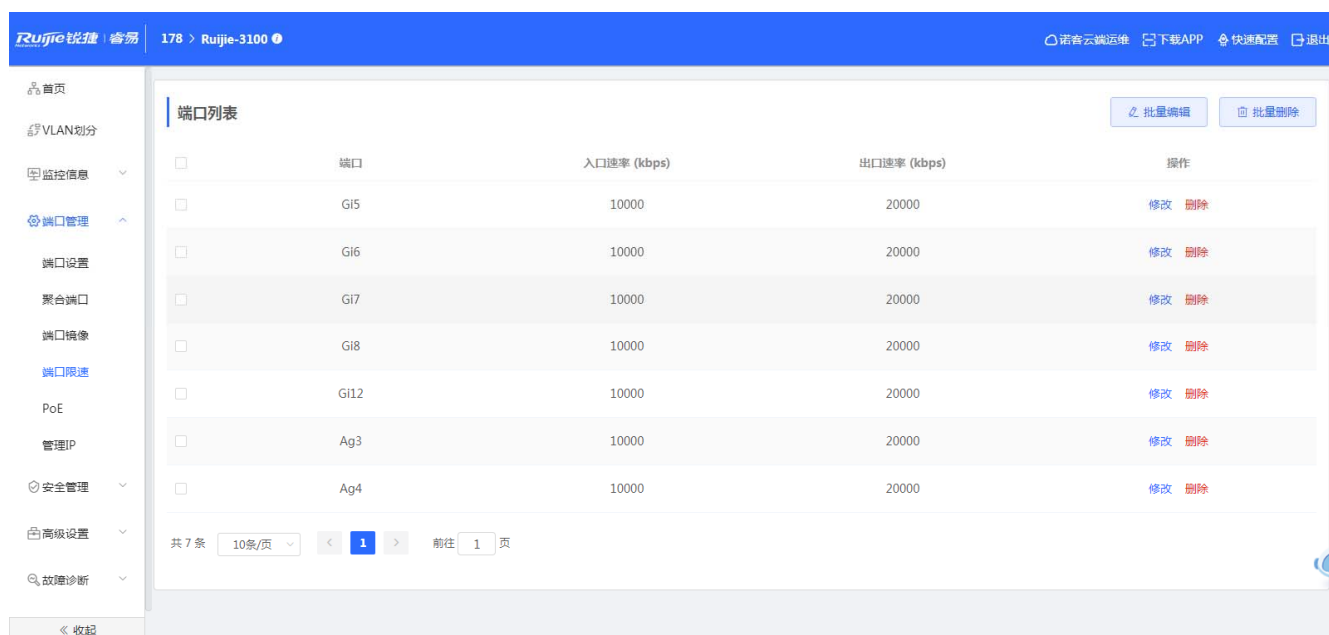 Ruijie锐捷 | 睿易 178 > Ruijie-3100 诺客云端运维 下载APP 快速配置 退出
Networks
首页
VLAN划分
监控信息
端口管理
端口设置
聚合端口
端口镜像
端口限速
PoE
管理IP
安全管理
高级设置
故障诊断
收起
端口列表 批量编辑 批量删除
端口 入口速率 (kbps) 出口速率 (kbps) 操作
Gi5 10000 20000 修改 删除
Gi6 10000 20000 修改 删除
Gi7 10000 20000 修改 删除
Gi8 10000 20000 修改 删除
Gi12 10000 20000 修改 删除
Ag3 10000 20000 修改 删除
Ag4 10000 20000 修改 删除
共 7 条 10条/页 < 1 > 前往 1 页